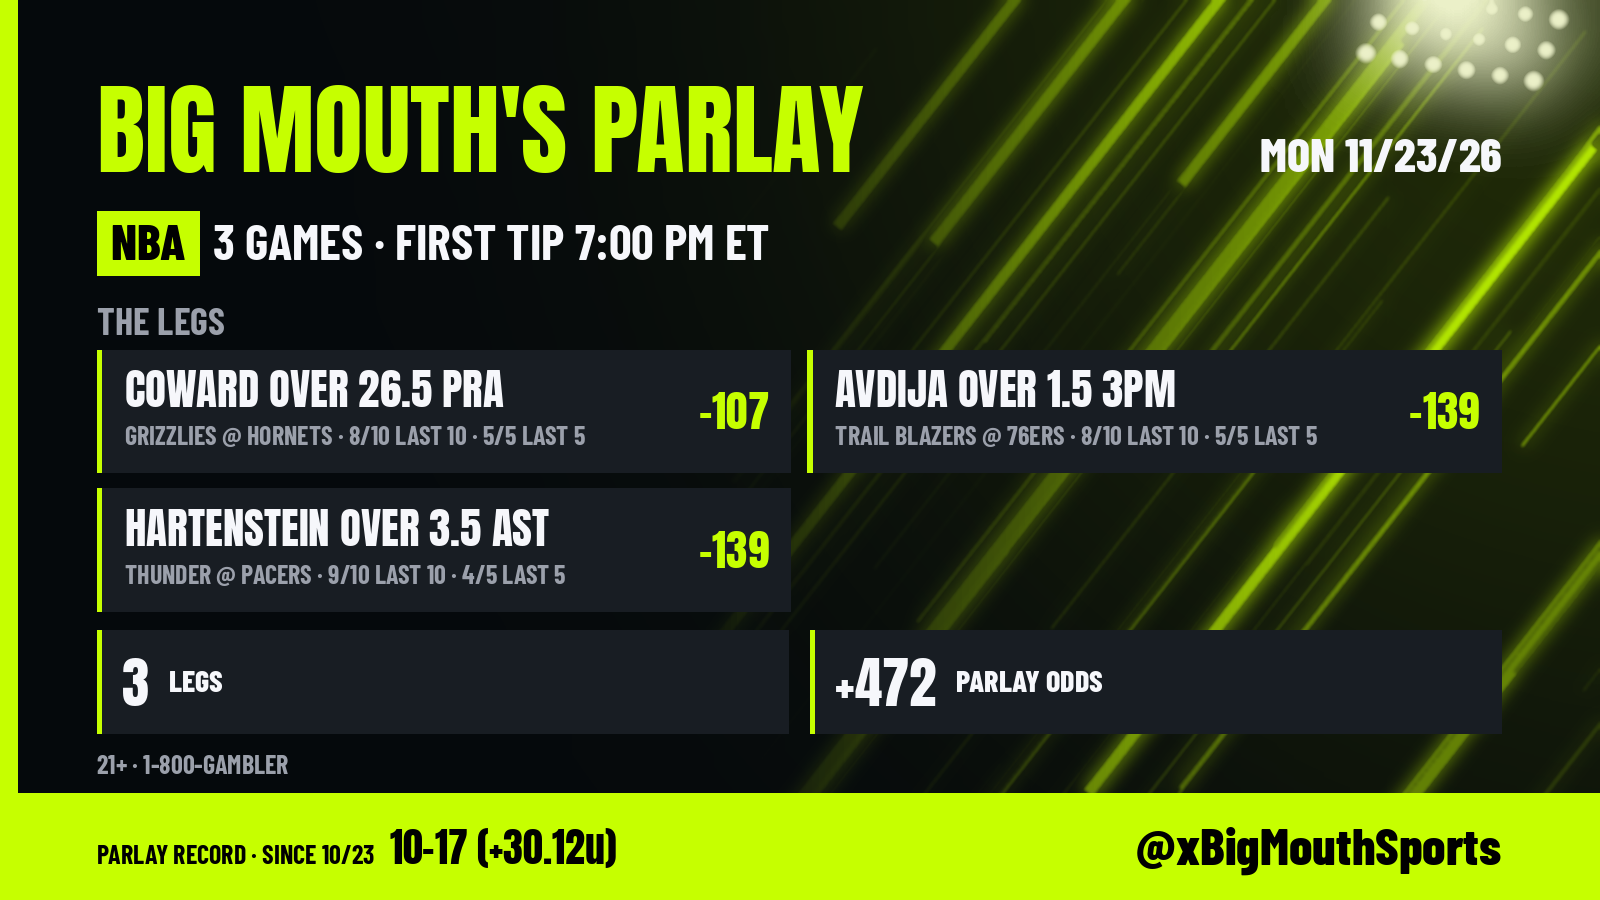 BIG MOUTH'S PARLAY
MON 11/23/26
NBA 3 GAMES · FIRST TIP 7:00 PM ET
THE LEGS
COWARD OVER 26.5 PRA
GRIZZLIES @ HORNETS · 8/10 LAST 10 · 5/5 LAST 5
-107
AVDIJA OVER 1.5 3PM
TRAIL BLAZERS @ 76ERS · 8/10 LAST 10 · 5/5 LAST 5
-139
HARTENSTEIN OVER 3.5 AST
THUNDER @ PACERS · 9/10 LAST 10 · 4/5 LAST 5
-139
3 LEGS
+472 PARLAY ODDS
21+ · 1-800-GAMBLER
PARLAY RECORD · SINCE 10/23 10-17 (+30.12u)
@xBigMouthSports